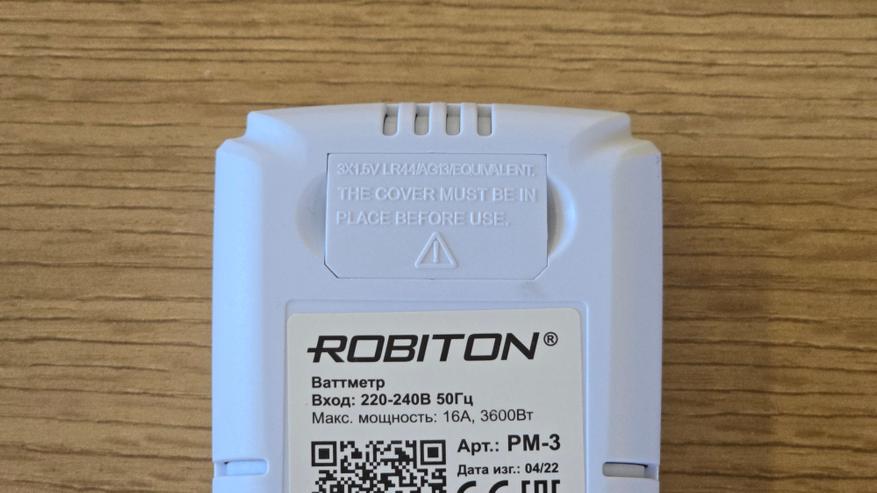 3X1.5V LR44/AG13/EQUIVALENT.
THE COVER MUST BE IN
PLACE BEFORE USE.
ROBITON®
Ваттметр
Вход: 220-240В 50Гц
Макс. мощность: 16А, 3600Вт
Арт.: PM-3
Дата изг.: 04/22